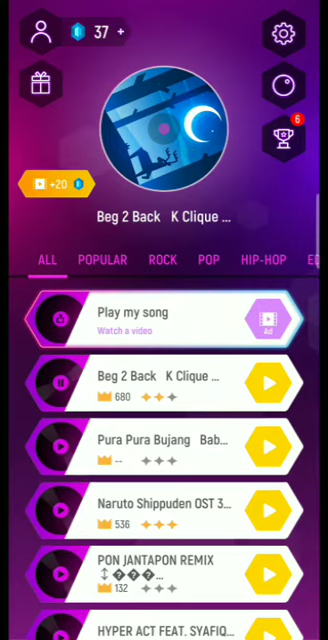 37 +
6
+20
Beg 2 Back K Clique ...
ALL POPULAR ROCK POP HIP-HOP
Play my song
Watch a video
Ad
Beg 2 Back K Clique ...
680
Pura Pura Bujang Bab...
--
Naruto Shippuden OST 3...
536
PON JANTAPON REMIX
↕���...
132
HYPER ACT FEAT. SYAFIQ...